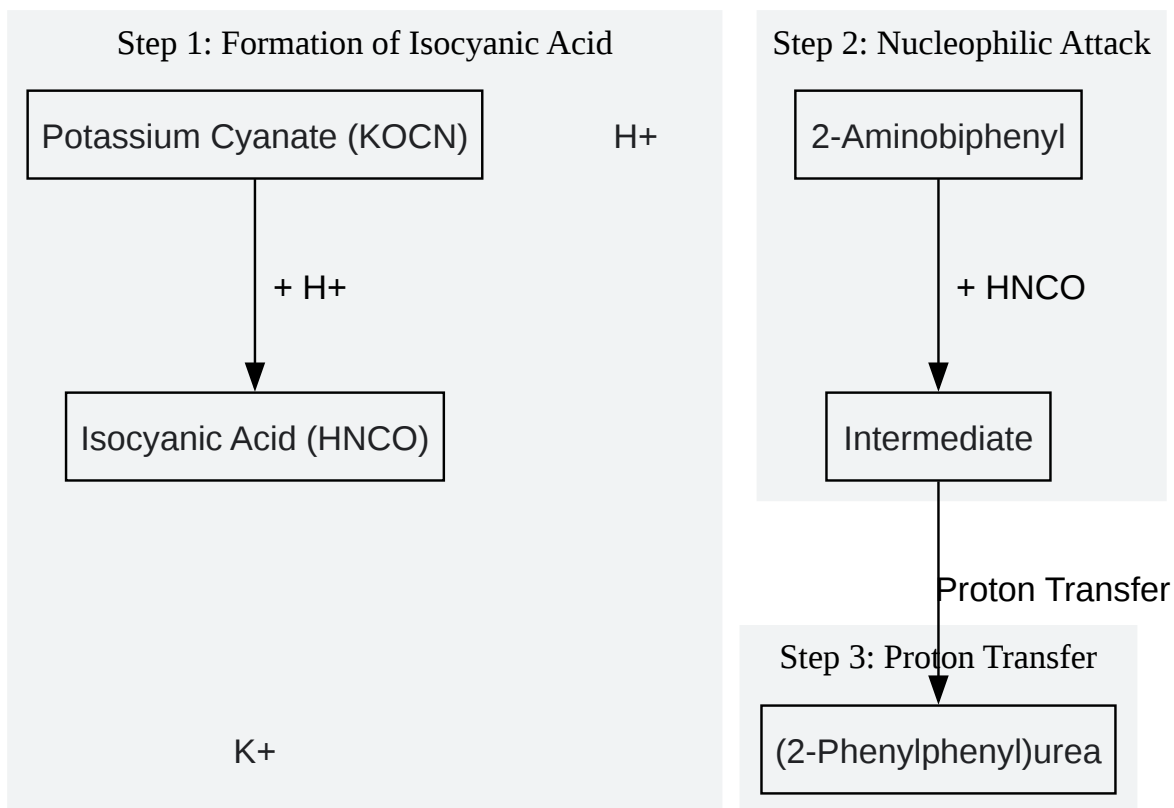 Step 1: Formation of Isocyanic Acid
Potassium Cyanate (KOCN)
H+
+ H+
Isocyanic Acid (HNCO)
K+
Step 2: Nucleophilic Attack
2-Aminobiphenyl
+ HNCO
Intermediate
Proton Transfer
Step 3: Proton Transfer
(2-Phenylphenyl)urea